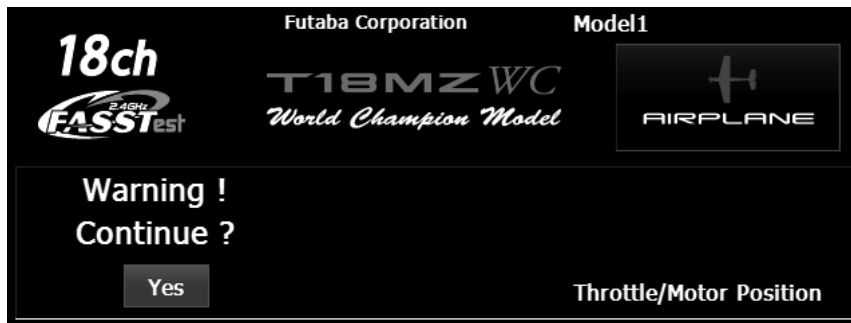 Futaba Corporation
Model1
18ch
2.4GHz
FASSTest
T18MZ WC
World Champion Model
AIRPLANE
Warning !
Continue ?
Yes
Throttle/Motor Position